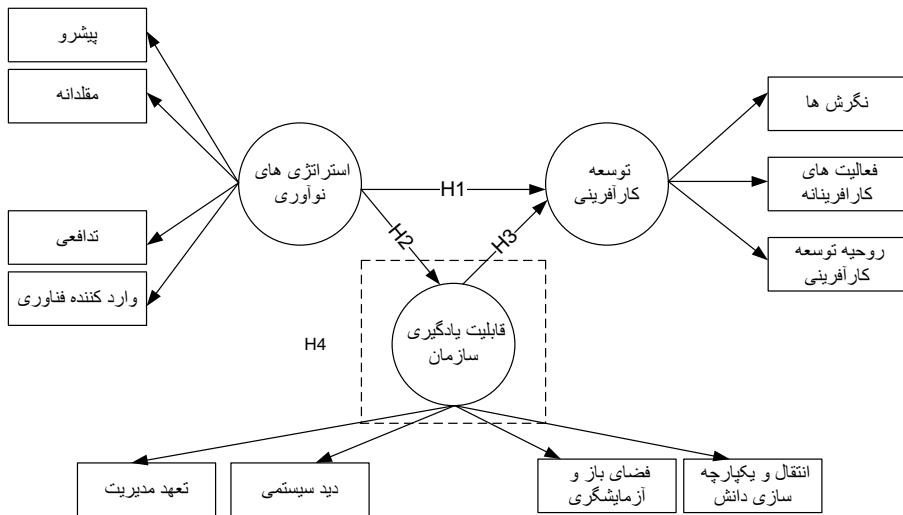 پیشرو
مقلدانه
تدافعی
وارد کننده فناوری
استراتژی های
نوآوری
H1
H2
H3
توسعه
کارآفرینی
نگرش ها
فعالیت های
کارافرینانه
روحیه توسعه
کارآفرینی
قابلیت یادگیری
سازمان
H4
تعهد مدیریت
دید سیستمی
فضای باز و
آزمایشگری
انتقال و یکپارچه
سازی دانش